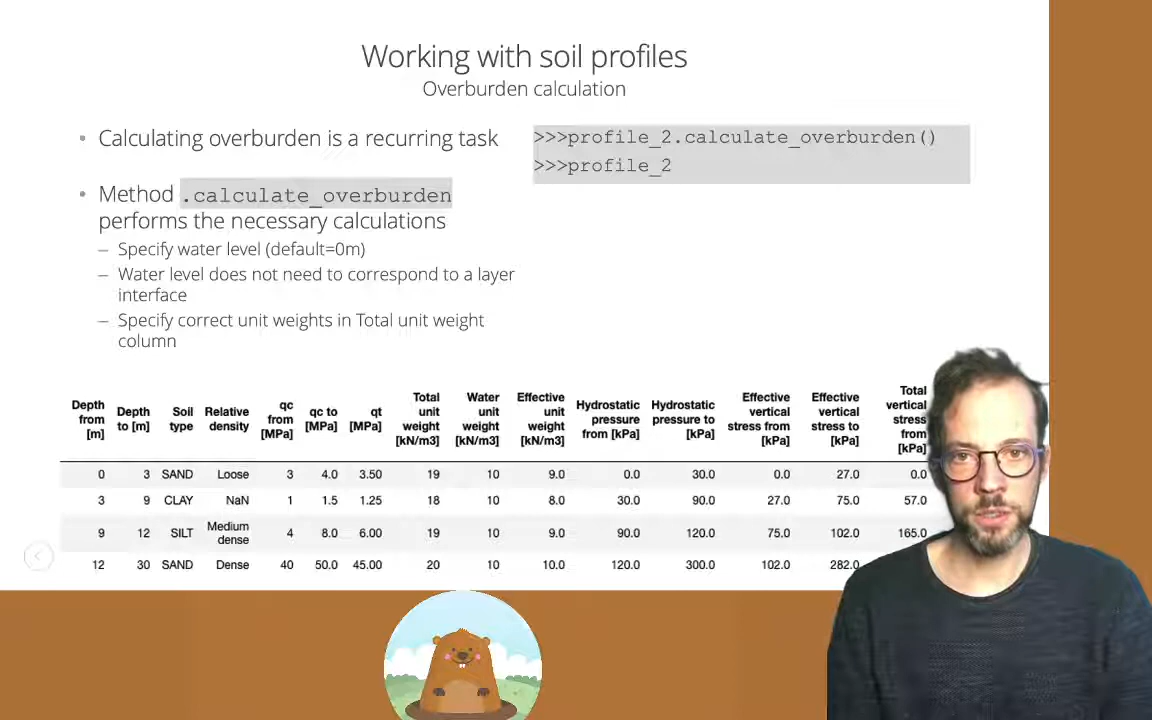 Working with soil profiles
Overburden calculation
• Calculating overburden is a recurring task
• Method .calculate_overburden
performs the necessary calculations
– Specify water level (default=0m)
– Water level does not need to correspond to a layer
interface
– Specify correct unit weights in Total unit weight
column
>>>profile_2.calculate_overburden()
>>>profile_2
Depth from [m] Depth to [m] Soil type Relative density qc from [MPa] qc to [MPa] qt [MPa] Total unit weight [kN/m3] Water unit weight [kN/m3] Effective unit weight [kN/m3] Hydrostatic pressure from [kPa] Hydrostatic pressure to [kPa] Effective vertical stress from [kPa] Effective vertical stress to [kPa] Total vertical stress from [kPa]
0 3 SAND Loose 3 4.0 3.50 19 10 9.0 0.0 30.0 0.0 27.0 0.0
3 9 CLAY NaN 1 1.5 1.25 18 10 8.0 30.0 90.0 27.0 75.0 57.0
9 12 SILT Medium dense 4 8.0 6.00 19 10 9.0 90.0 120.0 75.0 102.0 165.0
12 30 SAND Dense 40 50.0 45.00 20 10 10.0 120.0 300.0 102.0 282.0